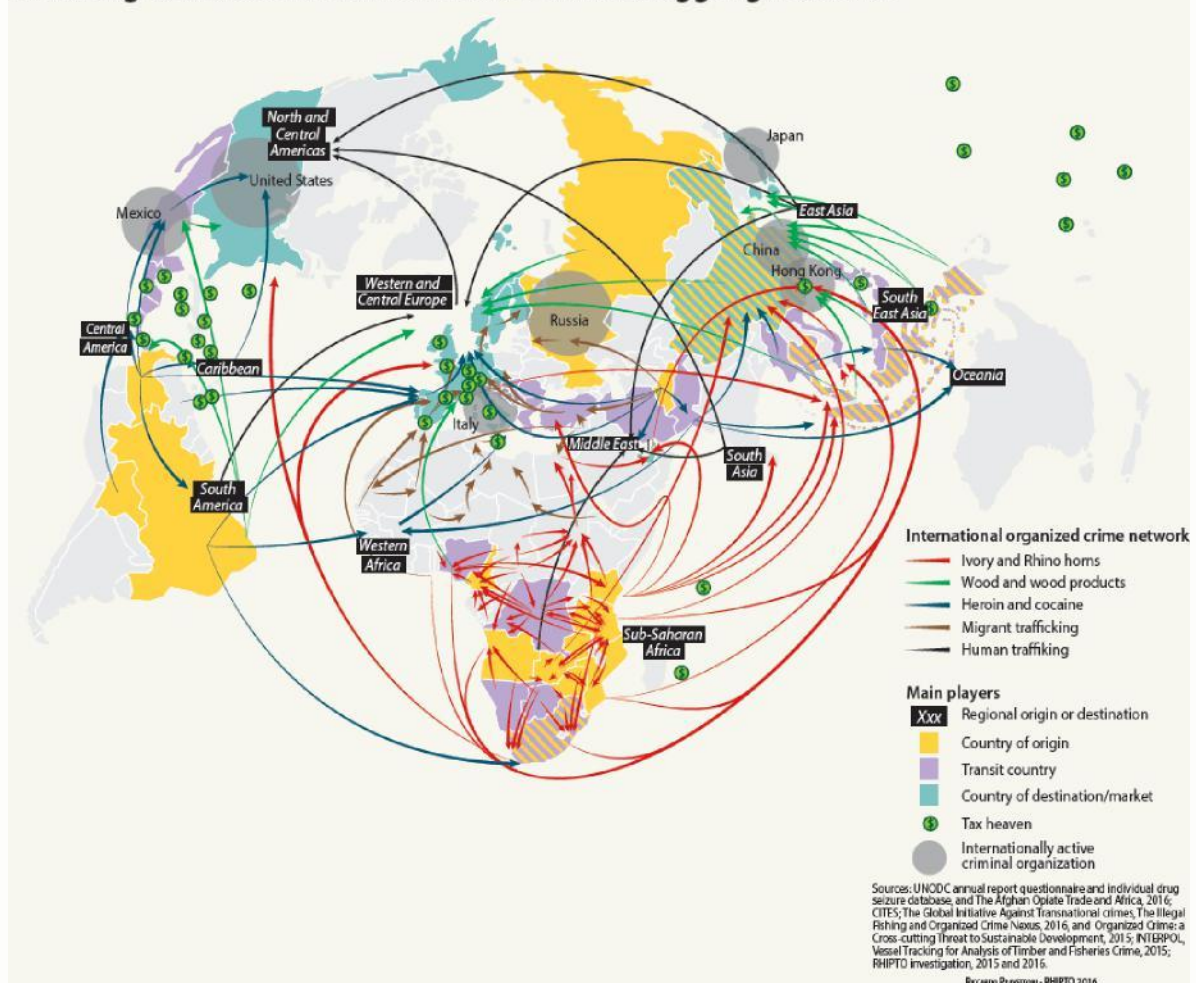 North and
Central
Americas
Japan
United States
Mexico
East Asia
China
Hong Kong
Western and
Central Europe
South
East Asia
Russia
Central
America
Caribbean
Oceania
Italy
Middle East
South
Asia
South
America
Western
Africa
Sub-Saharan
Africa
International organized crime network
Ivory and Rhino horns
Wood and wood products
Heroin and cocaine
Migrant trafficking
Human traffiking
Main players
Xxx Regional origin or destination
Country of origin
Transit country
Country of destination/market
$ Tax heaven
Internationally active
criminal organization
Sources: UNODC annual report questionnaire and individual drug
seizure database, and The Afghan Opiate Trade and Africa, 2016;
CITES; The Global Initiative Against Transnational crimes, The Illegal
Fishing and Organized Crime Nexus, 2016, and Organized Crime: a
Cross-cutting Threat to Sustainable Development, 2015; INTERPOL,
Vessel Tracking for Analysis of Timber and Fisheries Crime, 2015;
RHIPTO investigation, 2015 and 2016.